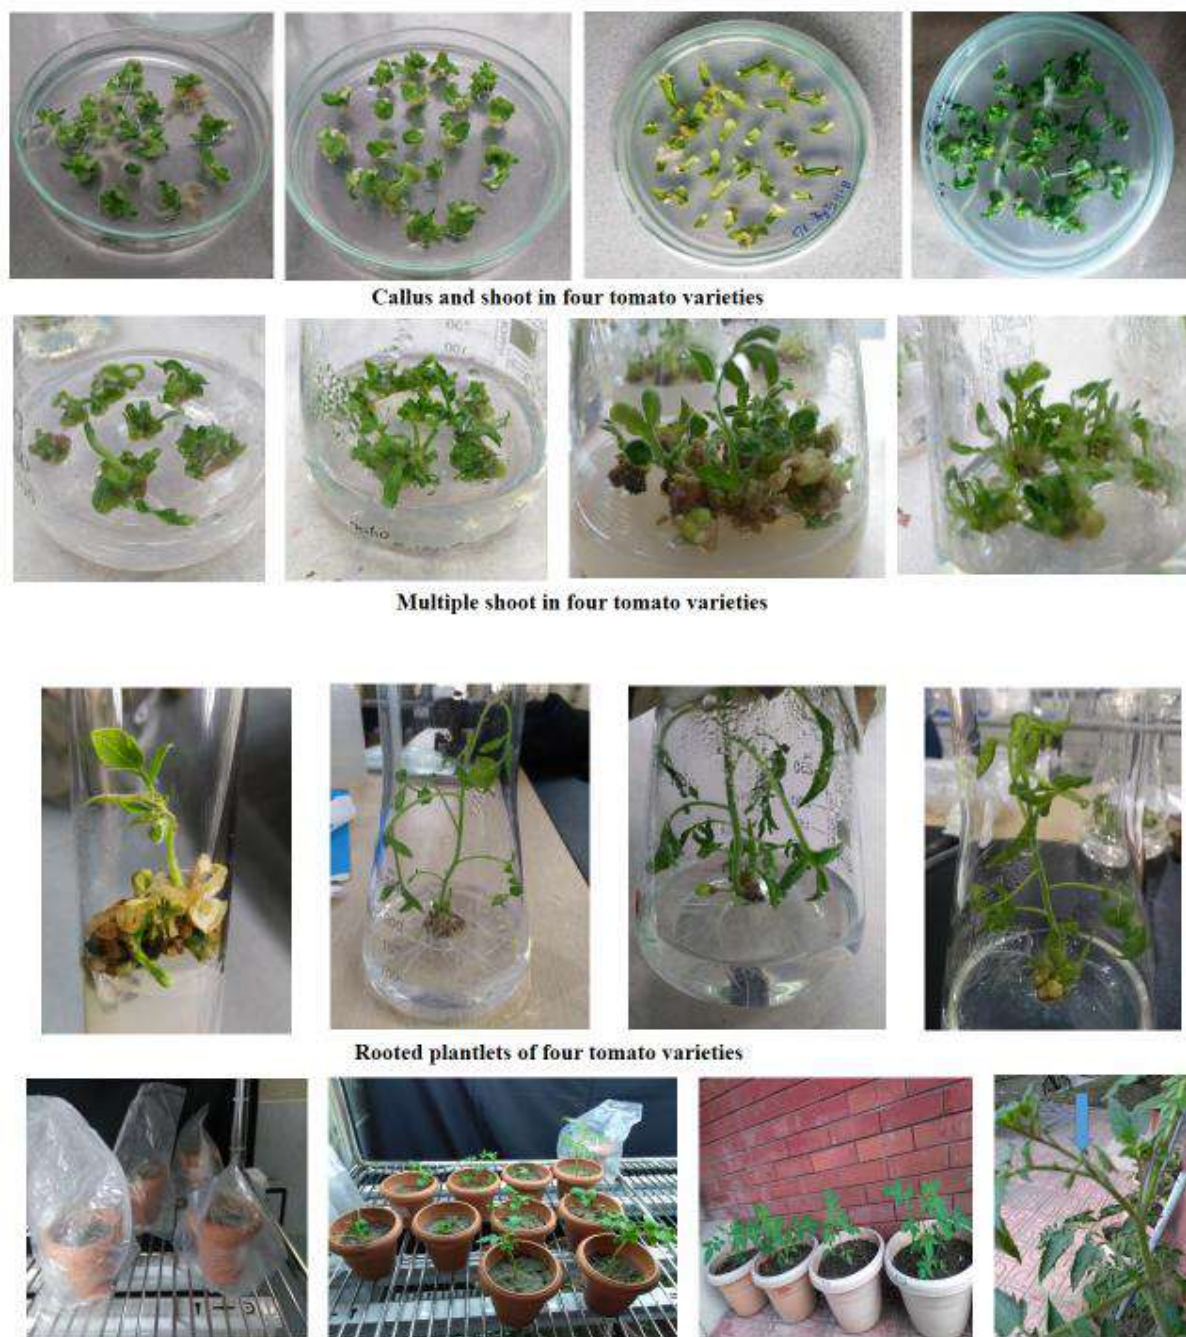 Callus and shoot in four tomato varieties
Multiple shoot in four tomato varieties
Rooted plantlets of four tomato varieties